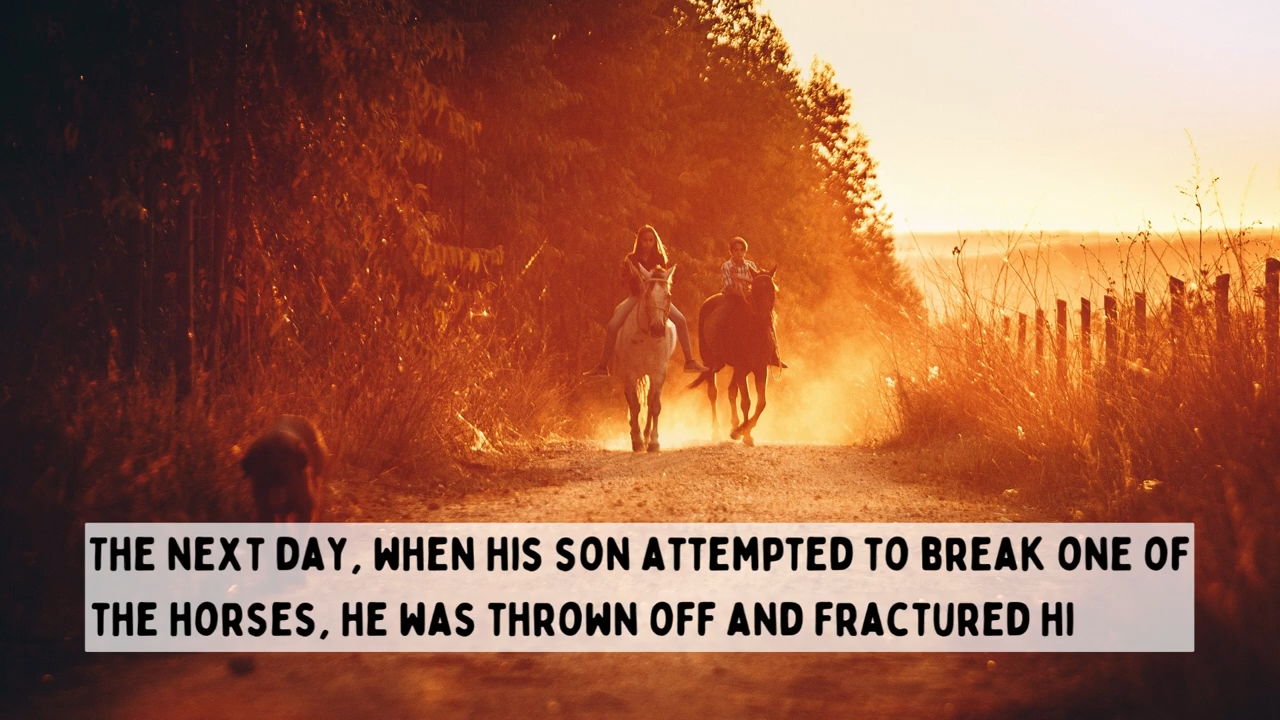 THE NEXT DAY, WHEN HIS SON ATTEMPTED TO BREAK ONE OF
THE HORSES, HE WAS THROWN OFF AND FRACTURED HI